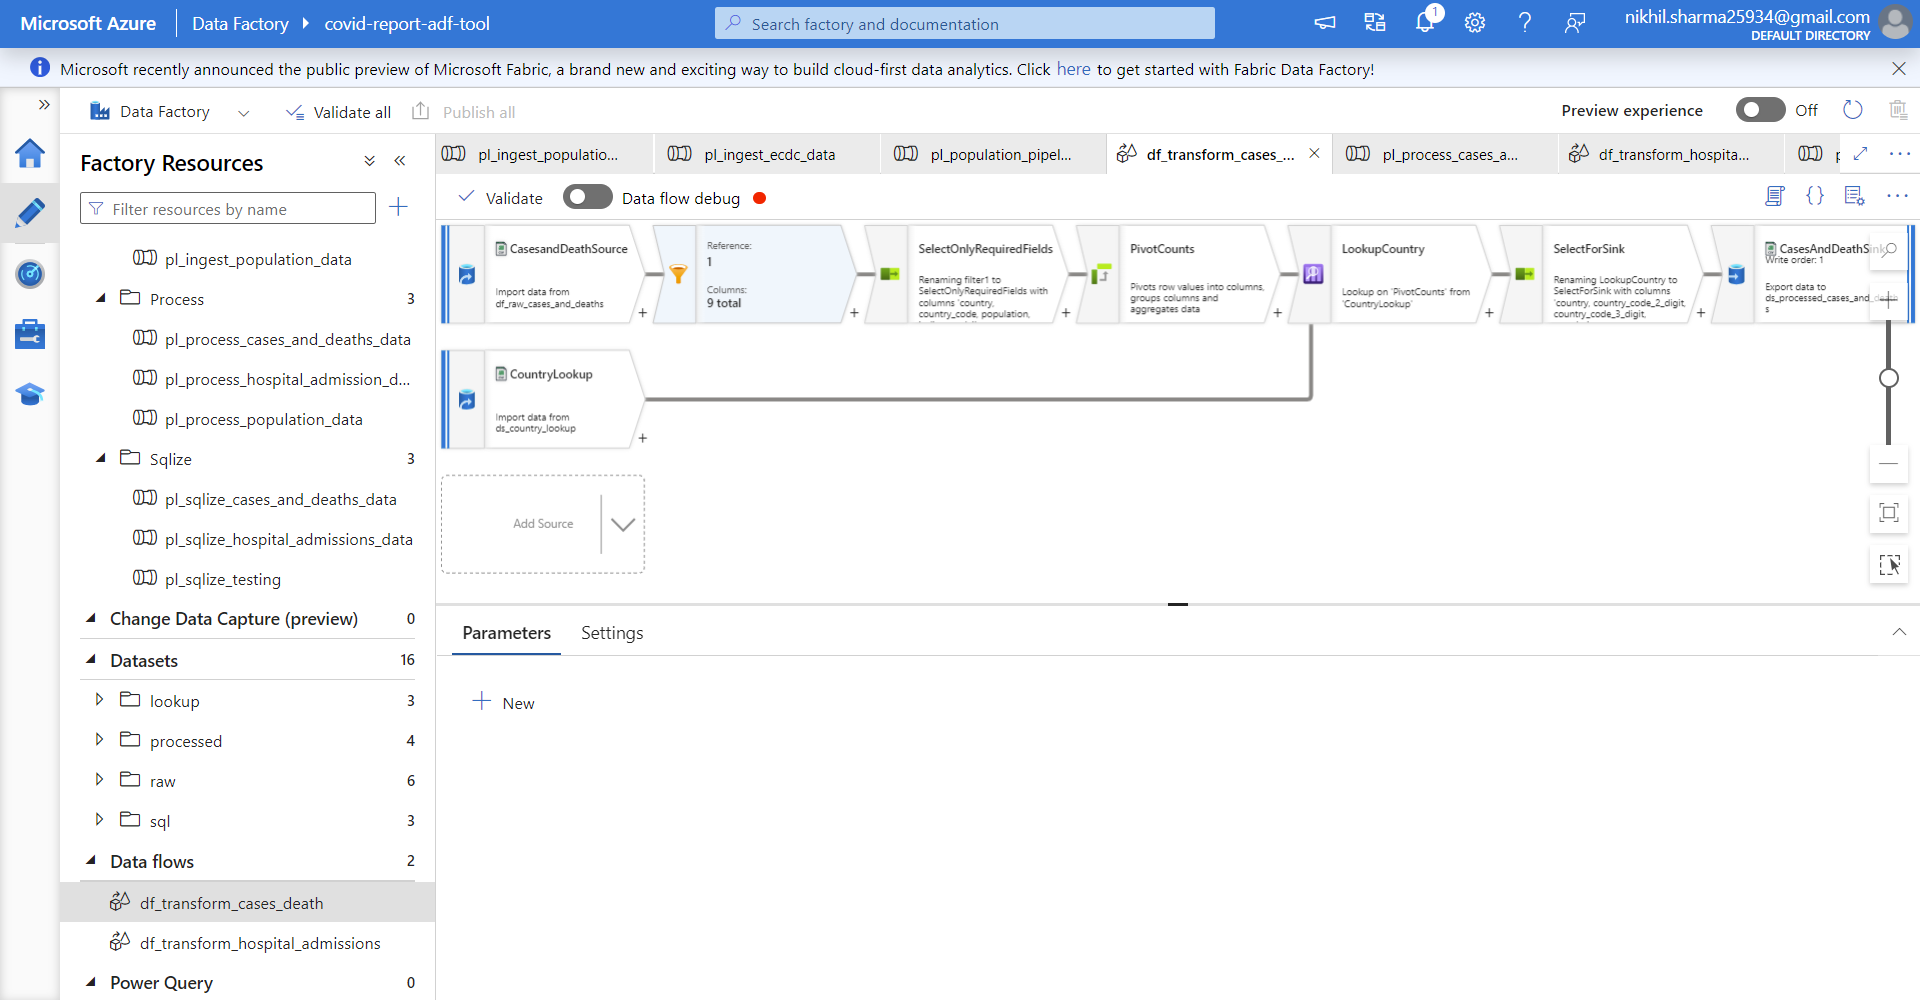 Microsoft Azure
Data Factory
covid-report-adf-tool
Search factory and documentation
1
nikhil.sharma25934@gmail.com
DEFAULT DIRECTORY
Microsoft recently announced the public preview of Microsoft Fabric, a brand new and exciting way to build cloud-first data analytics. Click here to get started with Fabric Data Factory!
Data Factory
Validate all
Publish all
Preview experience
Off
Factory Resources
Filter resources by name
pl_ingest_population_data
Process 3
pl_process_cases_and_deaths_data
pl_process_hospital_admission_d...
pl_process_population_data
Sqlize 3
pl_sqlize_cases_and_deaths_data
pl_sqlize_hospital_admissions_data
pl_sqlize_testing
Change Data Capture (preview) 0
Datasets 16
lookup 3
processed 4
raw 6
sql 3
Data flows 2
df_transform_cases_death
df_transform_hospital_admissions
Power Query 0
pl_ingest_populatio...
pl_ingest_ecdc_data
pl_population_pipel...
df_transform_cases_...
pl_process_cases_a...
df_transform_hospita...
Validate
Data flow debug
CasesandDeathSource
Import data from
df_raw_cases_and_deaths
Reference:
1
Columns:
9 total
SelectOnlyRequiredFields
Renaming filter1 to
SelectOnlyRequiredFields with
columns 'country,
country_code, population,
PivotCounts
Pivots row values into columns,
groups columns and
aggregates data
LookupCountry
Lookup on 'PivotCounts' from
'CountryLookup'
SelectForSink
Renaming LookupCountry to
SelectForSink with columns
'country, country_code_2_digit,
country_code_3_digit,
CasesAndDeathSink
Write order: 1
Export data to
ds_processed_cases_and_death
s
CountryLookup
Import data from
ds_country_lookup
Add Source
Parameters
Settings
New